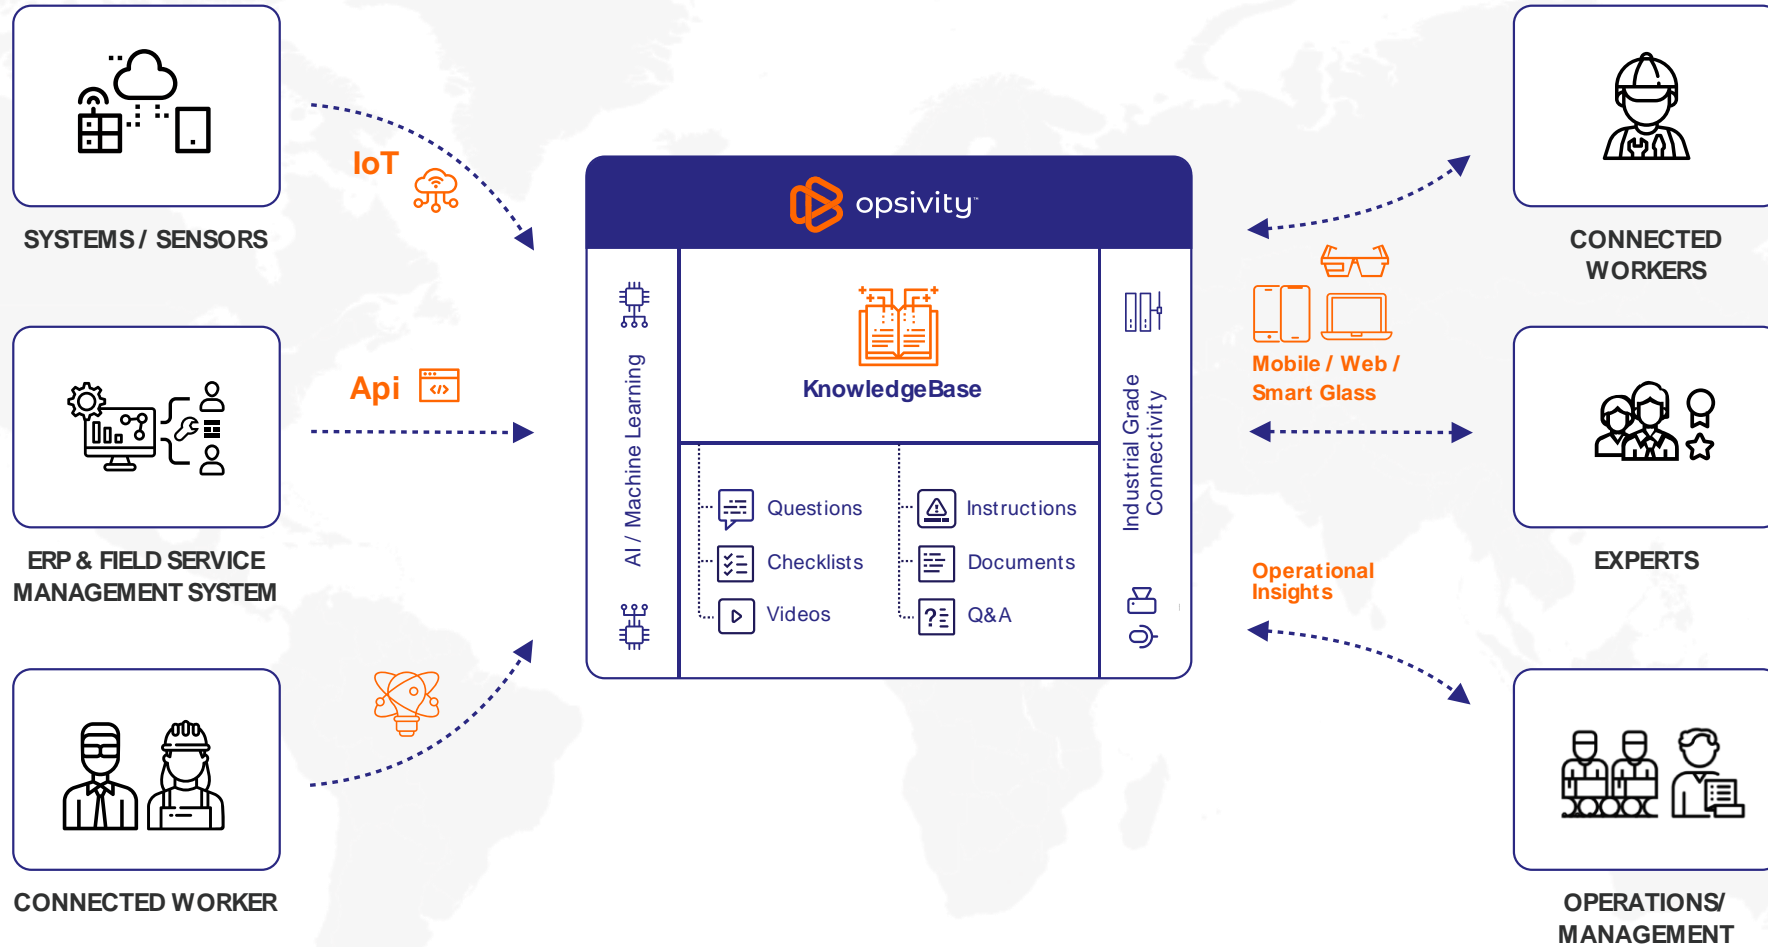 SYSTEMS / SENSORS
IoT
ERP & FIELD SERVICE
MANAGEMENT SYSTEM
Api
CONNECTED WORKER
opsivity™
AI / Machine Learning
KnowledgeBase
Questions
Checklists
Videos
Instructions
Documents
Q&A
Industrial Grade
Connectivity
CONNECTED
WORKERS
Mobile / Web /
Smart Glass
EXPERTS
Operational
Insights
OPERATIONS/
MANAGEMENT